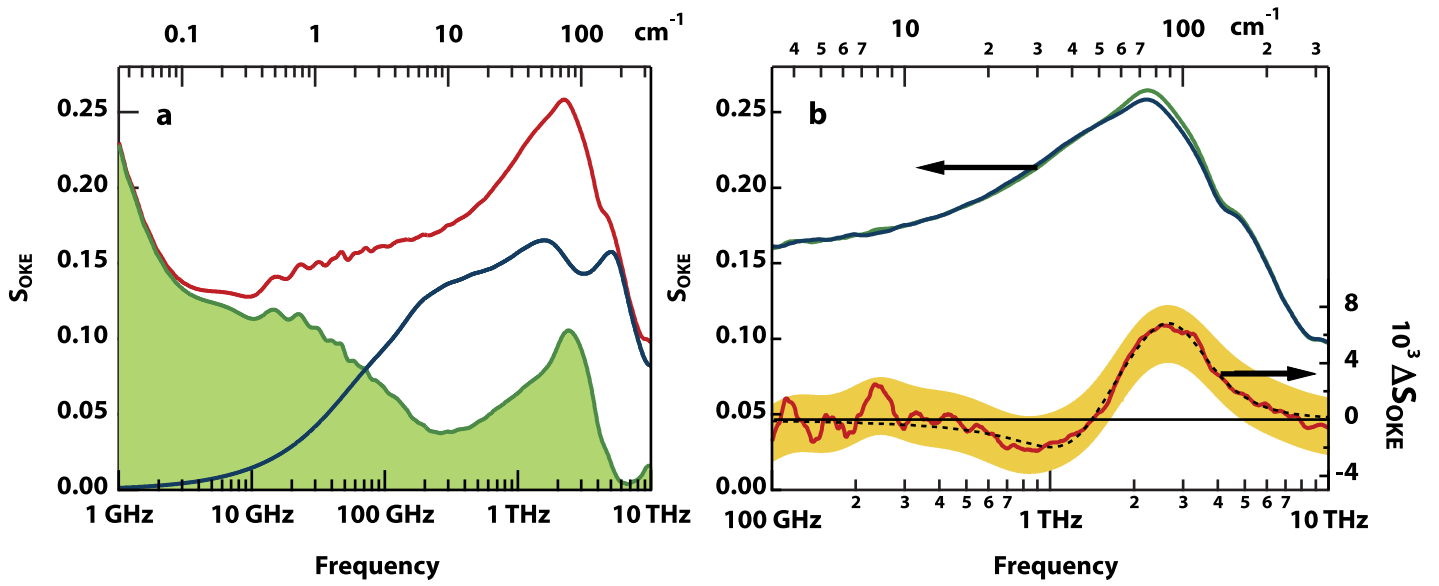 0.1 1 10 100 cm-1
a
SOKE
0.25
0.20
0.15
0.10
0.05
0.00
1 GHz 10 GHz 100 GHz 1 THz 10 THz
Frequency
10 100 cm-1
4 5 6 7 2 3 4 5 6 7 2 3
b
SOKE
0.25
0.20
0.15
0.10
0.05
0.00
8
4
0
-4
103 ΔSOKE
2 3 4 5 6 7 2 3 4 5 6 7
100 GHz 1 THz 10 THz
Frequency